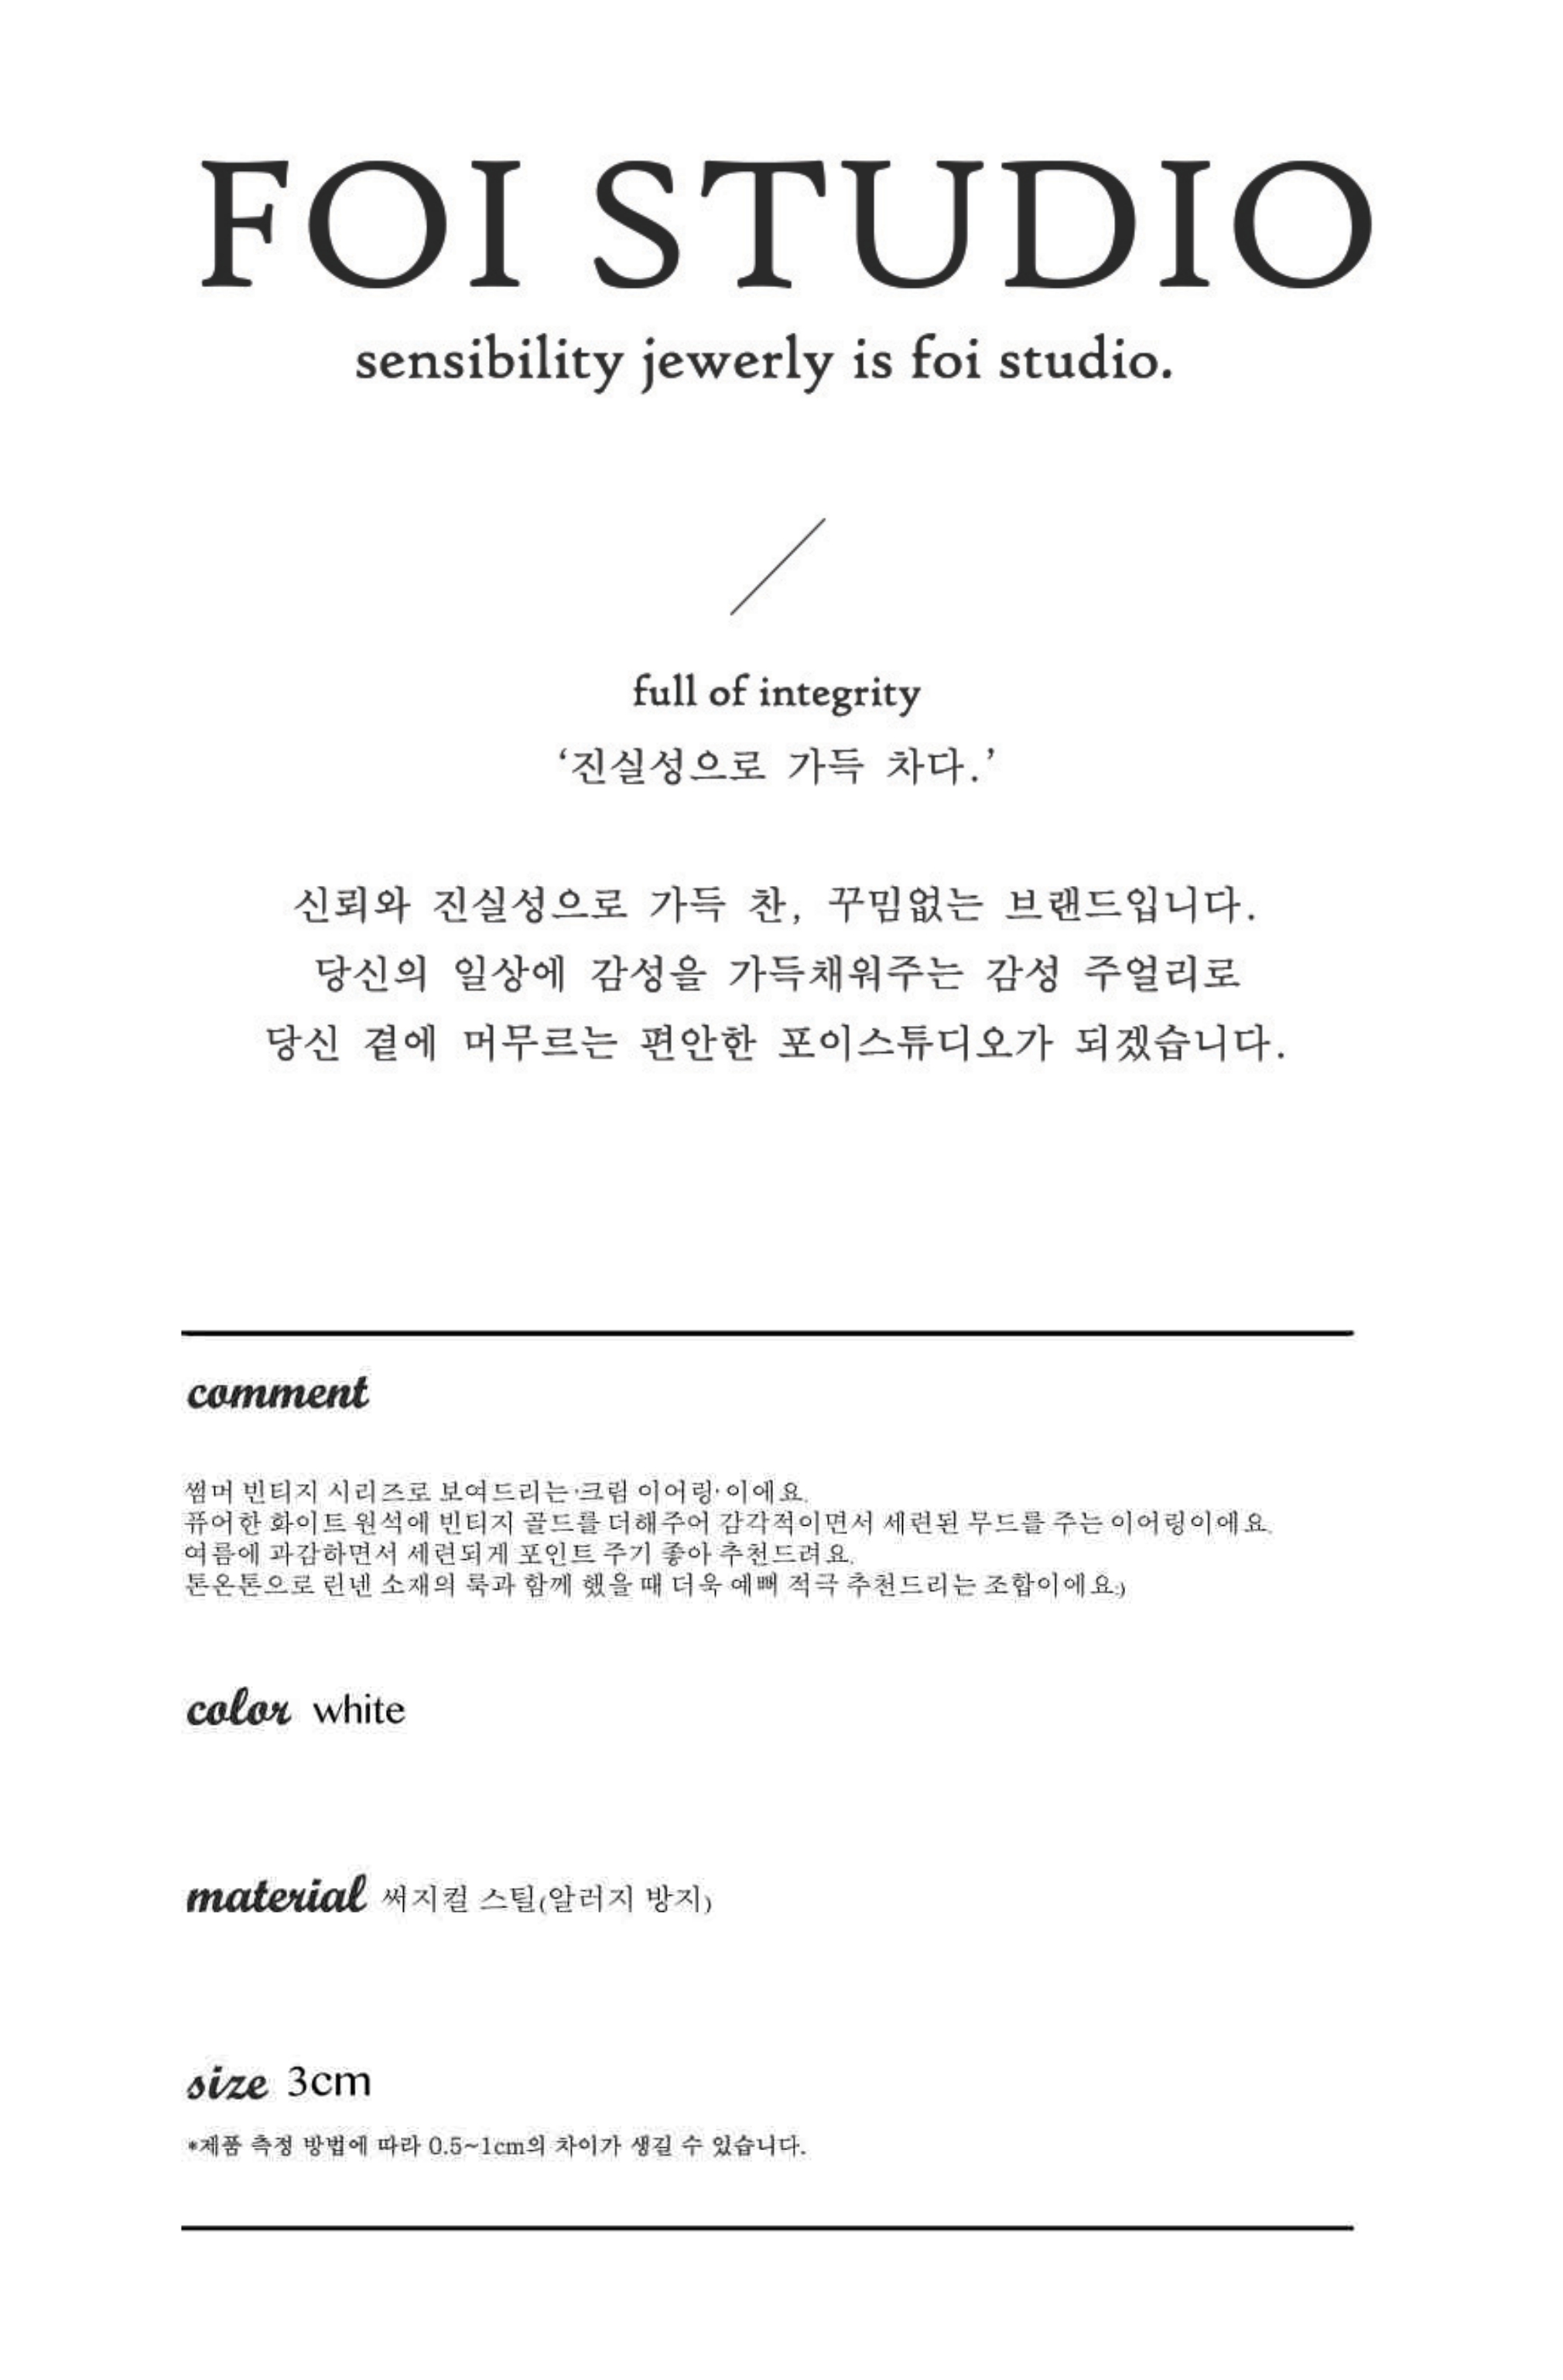 FOI STUDIO
sensibility jewerly is foi studio.
full of integrity
‘진실성으로 가득 차다.’
신뢰와 진실성으로 가득 찬, 꾸밈없는 브랜드입니다.
당신의 일상에 감성을 가득채워주는 감성 주얼리로
당신 곁에 머무르는 편안한 포이스튜디오가 되겠습니다.
comment
썸머 빈티지 시리즈로 보여드리는 '크림 이어링' 이에요.
퓨어한 화이트 원석에 빈티지 골드를 더해주어 감각적이면서 세련된 무드를 주는 이어링이에요.
여름에 과감하면서 세련되게 포인트 주기 좋아 추천드려요.
톤온톤으로 린넨 소재의 룩과 함께 했을 때 더욱 예뻐 적극 추천드리는 조합이에요:)
color white
material 써지컬 스틸(알러지 방지)
size 3cm
*제품 측정 방법에 따라 0.5~1cm의 차이가 생길 수 있습니다.